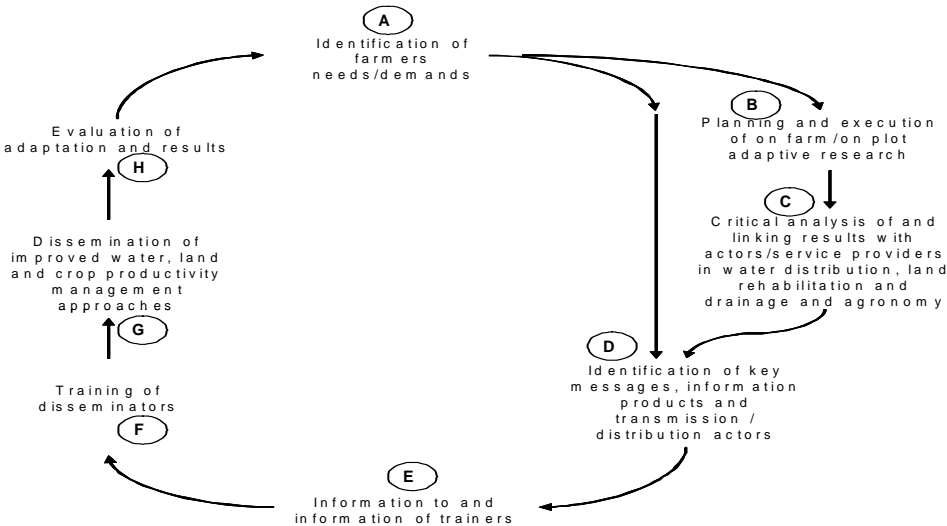 A
Identification of
farmers
needs/demands
B
Planning and execution
of on farm/on plot
adaptive research
C
Critical analysis of and
linking results with
actors/service providers
in water distribution, land
rehabilitation and
drainage and agronomy
D
Identification of key
messages, information
products and
transmission /
distribution actors
E
Information to and
information of trainers
F
Training of
disseminators
G
Dissemination of
improved water, land
and crop productivity
management
approaches
H
Evaluation of
adaptation and results